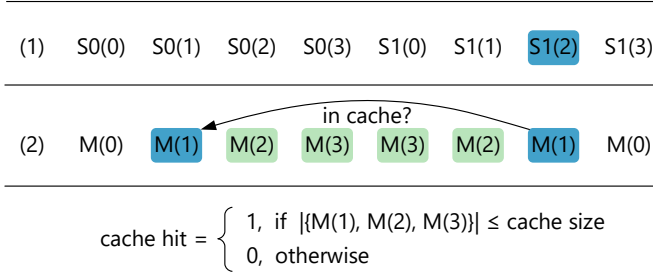 (1) S0(0) S0(1) S0(2) S0(3) S1(0) S1(1) S1(2) S1(3)
in cache?
(2) M(0) M(1) M(2) M(3) M(3) M(2) M(1) M(0)
cache hit = { 1, if |{M(1), M(2), M(3)}| ≤ cache size
0, otherwise